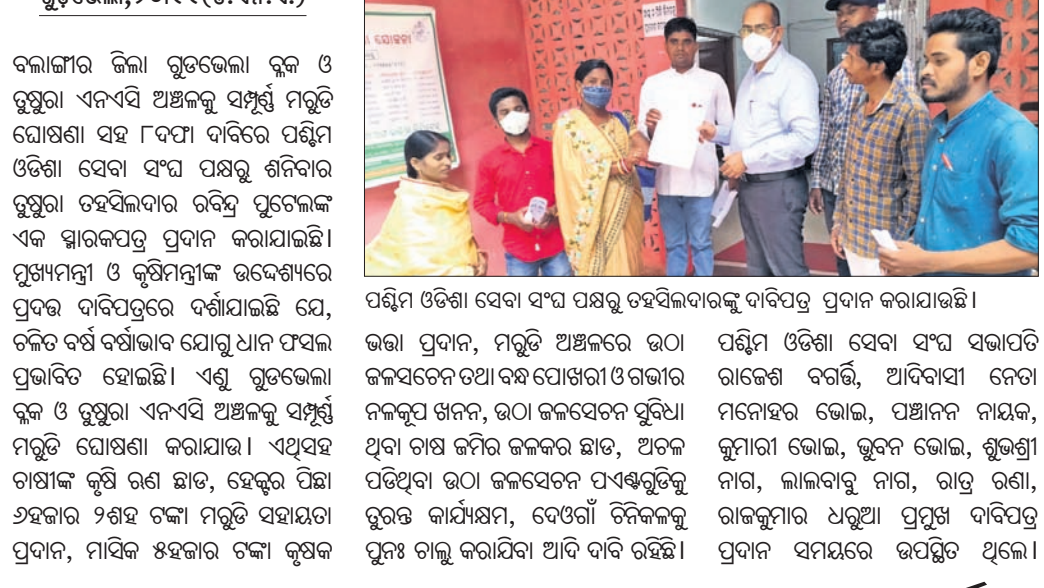 ବଲାଙ୍ଗୀର ଜିଲା ଗୁଡଭେଲା ବ୍ଳକ ଓ
ତୁଷୁରା ଏନଏସି ଅଞ୍ଚଳକୁ ସମ୍ପୂର୍ଣ୍ଣ ମରୁଡି
ଘୋଷଣା ସହ ୮ଦଫା ଦାବିରେ ପଶ୍ଚିମ
ଓଡିଶା ସେବା ସଂଘ ପକ୍ଷରୁ ଶନିବାର
ତୁଷୁରା ତହସିଲଦାର ରବିନ୍ଦ୍ର ପୁଟେଲଙ୍କ
ଏକ ସ୍ମାରକପତ୍ର ପ୍ରଦାନ କରାଯାଇଛି।
ମୁଖ୍ୟମନ୍ତ୍ରୀ ଓ କୃଷିମନ୍ତ୍ରୀଙ୍କ ଉଦ୍ଦେଶ୍ୟରେ
ପ୍ରଦତ୍ତ ଦାବିପତ୍ରରେ ଦର୍ଶାଯାଇଛି ଯେ,
ଚଳିତ ବର୍ଷ ବର୍ଷାଭାବ ଯୋଗୁ ଧାନ ଫସଲ
ପ୍ରଭାବିତ ହୋଇଛି। ଏଣୁ ଗୁଡଭେଲା
ବ୍ଳକ ଓ ତୁଷୁରା ଏନଏସି ଅଞ୍ଚଳକୁ ସମ୍ପୂର୍ଣ୍ଣ
ମରୁଡି ଘୋଷଣା କରାଯାଉ। ଏଥିସହ
ଚାଷୀଙ୍କ କୃଷି ଋଣ ଛାଡ, ହେକ୍ଟର ପିଛା
୬ହଜାର ୨ଶହ ଟଙ୍କା ମରୁଡି ସହାୟତା
ପ୍ରଦାନ, ମାସିକ ୫ହଜାର ଟଙ୍କା କୃଷକ
ପଶ୍ଚିମ ଓଡିଶା ସେବା ସଂଘ ପକ୍ଷରୁ ତହସିଲଦାରଙ୍କୁ ଦାବିପତ୍ର ପ୍ରଦାନ କରାଯାଉଛି।
ଭତ୍ତା ପ୍ରଦାନ, ମରୁଡି ଅଞ୍ଚଳରେ ଉଠା
ଜଳସଚେନ ତଥା ବନ୍ଧ ପୋଖରୀ ଓ ଗଭୀର
ନଳକୂପ ଖନନ, ଉଠା ଜଳସେଚନ ସୁବିଧା
ଥିବା ଚାଷ ଜମିର ଜଳକର ଛାଡ, ଅଚଳ
ପଡିଥିବା ଉଠା ଜଳସେଚନ ପଏଣ୍ଟଗୁଡିକୁ
ତୁରନ୍ତ କାର୍ଯ୍ୟକ୍ଷମ, ଦେଓଗାଁ ଚିନିକଳକୁ
ପୁନଃ ଚାଲୁ କରାଯିବା ଆଦି ଦାବି ରହିଛି।
ପଶ୍ଚିମ ଓଡିଶା ସେବା ସଂଘ ସଭାପତି
ରାଜେଶ ବଗର୍ତ୍ତି, ଆଦିବାସୀ ନେତା
ମନୋହର ଭୋଇ, ପଞ୍ଚାନନ ନାୟକ,
କୁମାରୀ ଭୋଇ, ଭୁବନ ଭୋଇ, ଶୁଭଶ୍ରୀ
ନାଗ, ଲାଲବାବୁ ନାଗ, ରାତ୍ର ରଣା,
ରାଜକୁମାର ଧରୁଆ ପ୍ରମୁଖ ଦାବିପତ୍ର
ପ୍ରଦାନ ସମୟରେ ଉପସ୍ଥିତ ଥିଲେ।